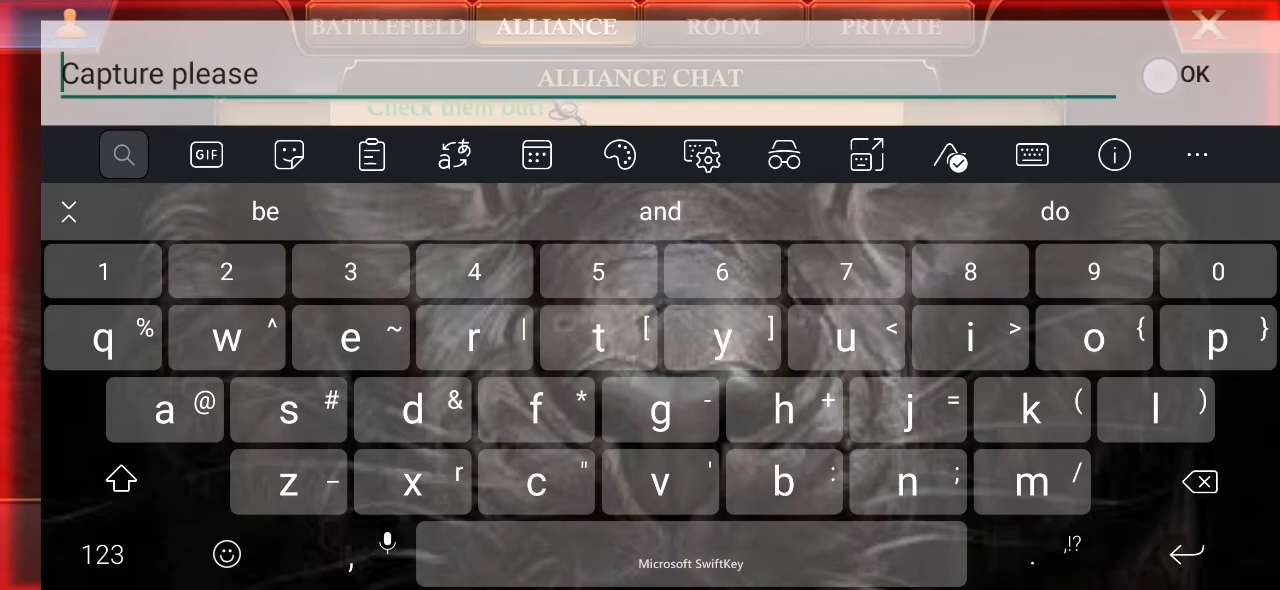 BATTLEFIELD ALLIANCE ROOM PRIVATE X
Capture please OK
ALLIANCE CHAT
Check them out!
GIF
be and do
1 2 3 4 5 6 7 8 9 0
q % w ^ e ~ r | t [ y ] u < i > o { p }
a @ s # d & f * g - h + j = k ( l )
z _ x r c " v ' b : n ; m /
123 , Microsoft SwiftKey . ,!?